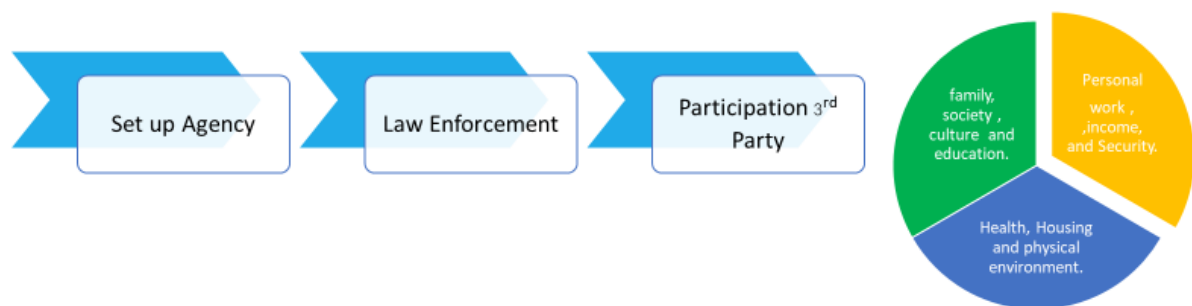 Set up Agency
Law Enforcement
Participation 3rd
Party
family,
society ,
culture and
education.
Personal
work ,
,income,
and Security.
Health, Housing
and physical
environment.